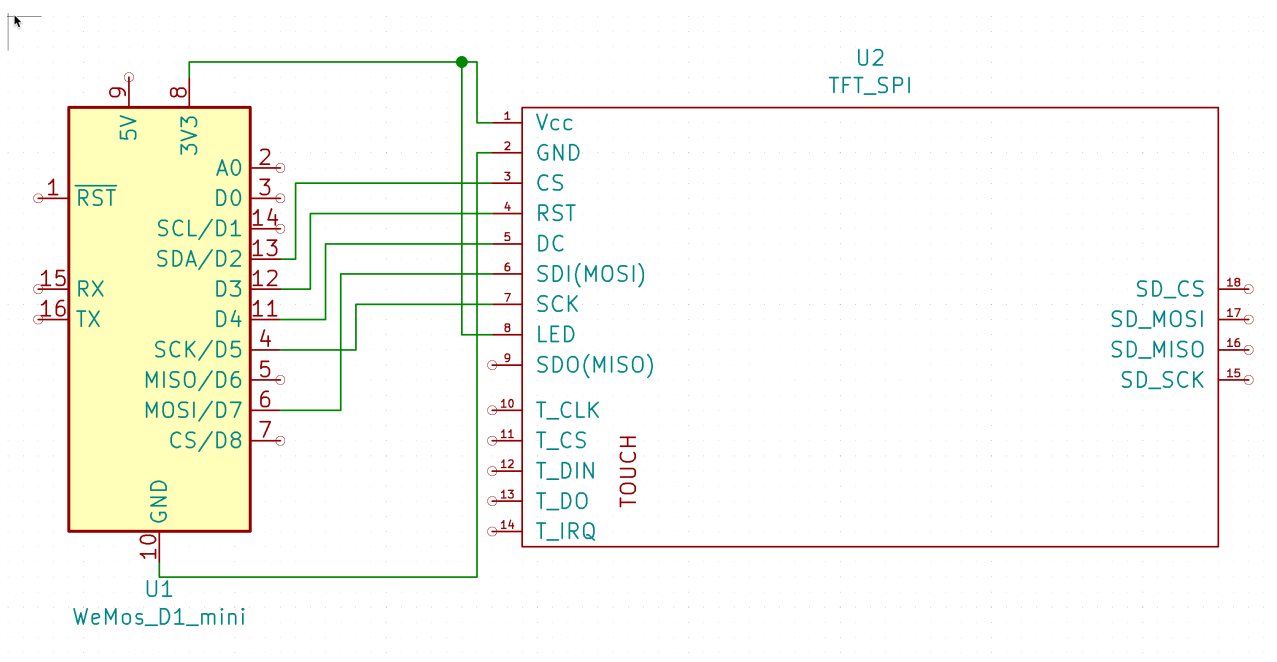 U2
TFT_SPI
9
8
5V
3V3
1
RST
15
RX
16
TX
A0
2
D0
3
SCL/D1
14
SDA/D2
13
D3
12
D4
11
SCK/D5
4
MISO/D6
5
MOSI/D7
6
CS/D8
7
GND
10
U1
WeMos_D1_mini
1
Vcc
2
GND
3
CS
4
RST
5
DC
6
SDI(MOSI)
7
SCK
8
LED
9
SDO(MISO)
10
T_CLK
11
T_CS
12
T_DIN
13
T_DO
14
T_IRQ
TOUCH
SD_CS
18
SD_MOSI
17
SD_MISO
16
SD_SCK
15